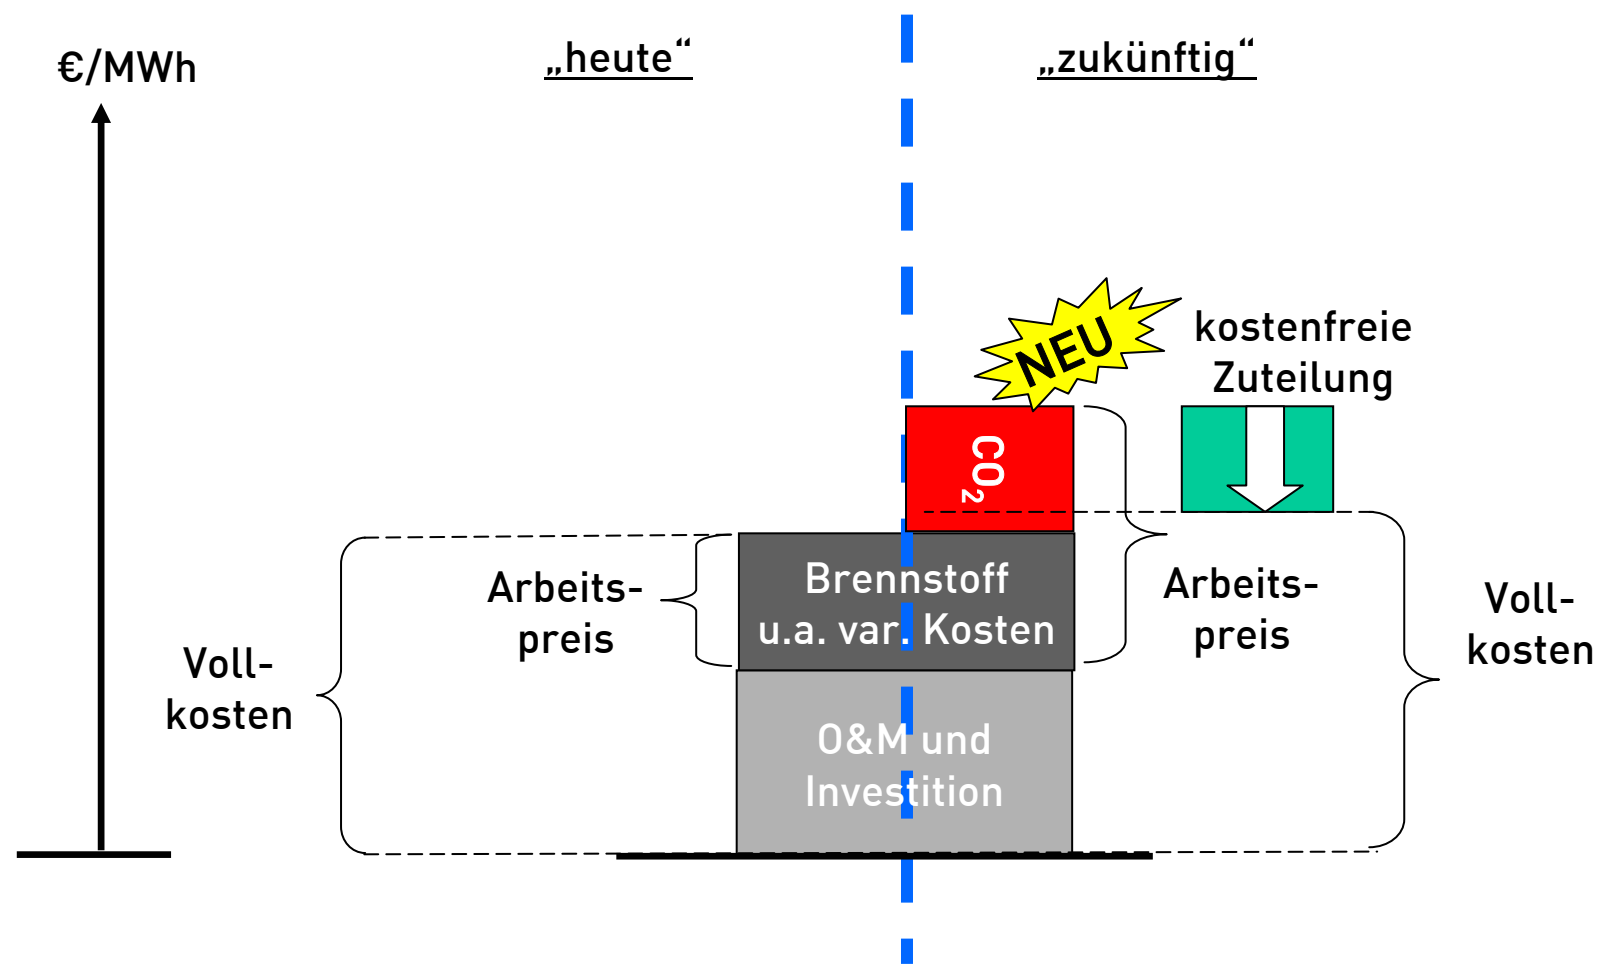 €/MWh
„heute“
„zukünftig“
NEU
kostenfreie
Zuteilung
CO₂
Arbeits-
preis
Brennstoff
u.a. var. Kosten
Arbeits-
preis
Voll-
kosten
Voll-
kosten
O&M und
Investition